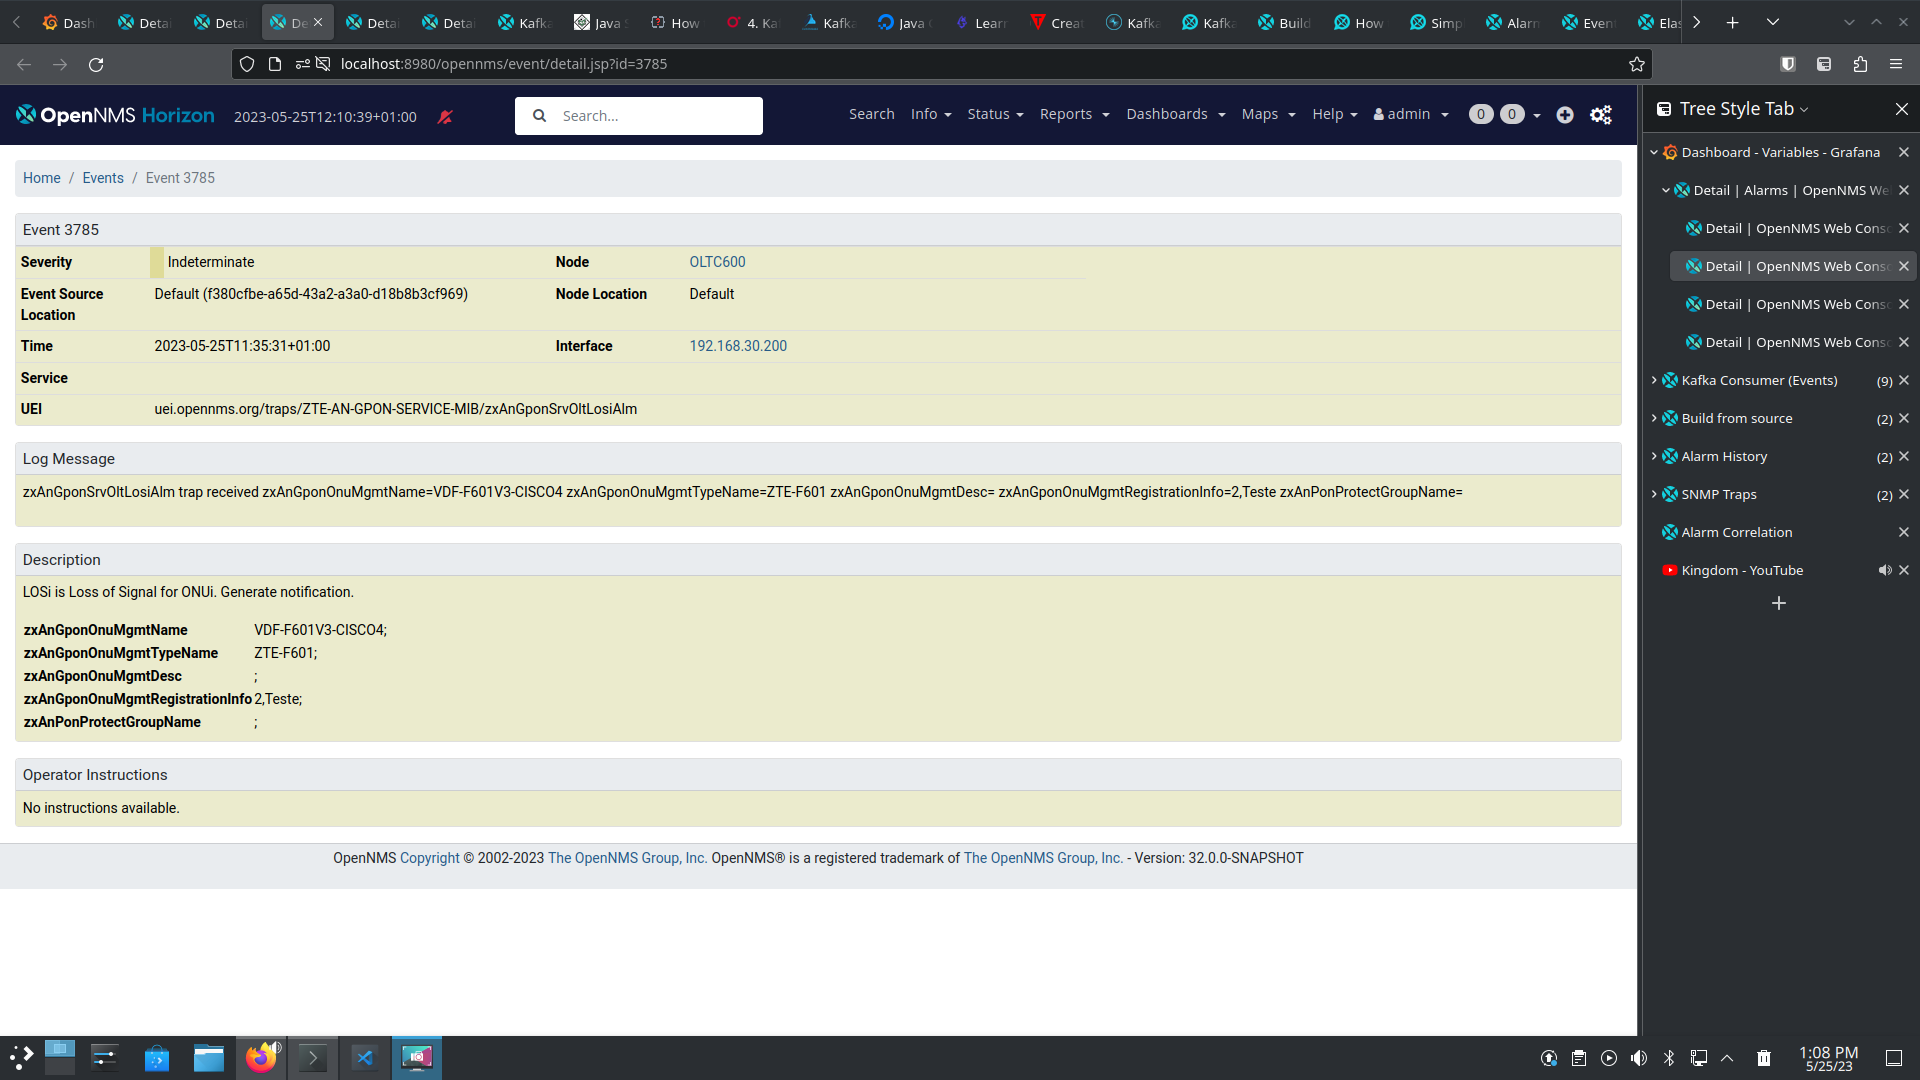 Dash
Detai
Detai
De
Detai
Detai
Kafka
Java
How
4. Ka
Kafka
Java
Learn
Creat
Kafka
Kafka
Build
How
Simp
Alarm
Even
Elas
localhost:8980/opennms/event/detail.jsp?id=3785
OpenNMS Horizon 2023-05-25T12:10:39+01:00 Search... Search Info Status Reports Dashboards Maps Help admin 0 0
Home / Events / Event 3785
Event 3785
Severity Indeterminate Node OLTC600
Event Source Location Default (f380cfbe-a65d-43a2-a3a0-d18b8b3cf969) Node Location Default
Time 2023-05-25T11:35:31+01:00 Interface 192.168.30.200
Service
UEI uei.opennms.org/traps/ZTE-AN-GPON-SERVICE-MIB/zxAnGponSrvOltLosiAlm
Log Message
zxAnGponSrvOltLosiAlm trap received zxAnGponOnuMgmtName=VDF-F601V3-CISCO4 zxAnGponOnuMgmtTypeName=ZTE-F601 zxAnGponOnuMgmtDesc= zxAnGponOnuMgmtRegistrationInfo=2,Teste zxAnPonProtectGroupName=
Description
LOSi is Loss of Signal for ONUi. Generate notification.
zxAnGponOnuMgmtName VDF-F601V3-CISCO4;
zxAnGponOnuMgmtTypeName ZTE-F601;
zxAnGponOnuMgmtDesc ;
zxAnGponOnuMgmtRegistrationInfo 2,Teste;
zxAnPonProtectGroupName ;
Operator Instructions
No instructions available.
OpenNMS Copyright © 2002-2023 The OpenNMS Group, Inc. OpenNMS® is a registered trademark of The OpenNMS Group, Inc. - Version: 32.0.0-SNAPSHOT
Tree Style Tab
Dashboard - Variables - Grafana
Detail | Alarms | OpenNMS We
Detail | OpenNMS Web Conso
Detail | OpenNMS Web Conso
Detail | OpenNMS Web Conso
Detail | OpenNMS Web Conso
Kafka Consumer (Events) (9)
Build from source (2)
Alarm History (2)
SNMP Traps (2)
Alarm Correlation
Kingdom - YouTube
1:08 PM
5/25/23